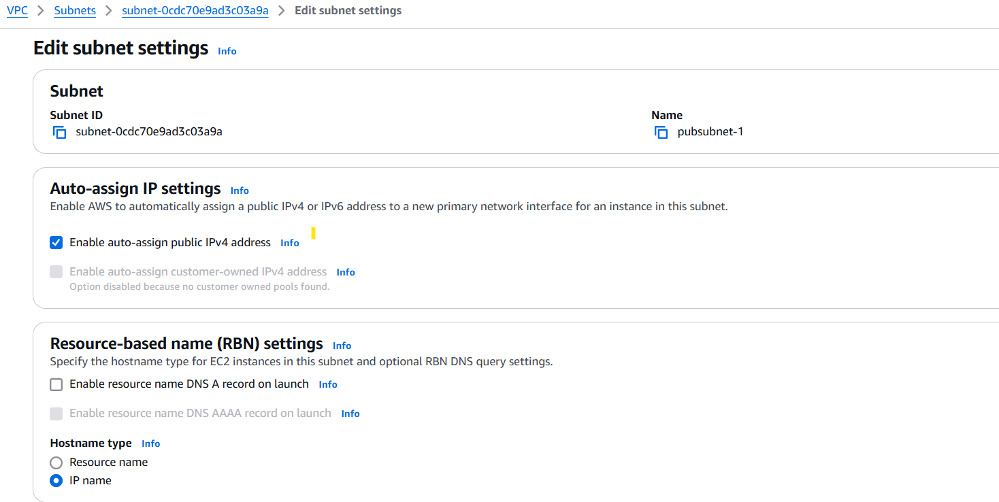 VPC > Subnets > subnet-0cdc70e9ad3c03a9a > Edit subnet settings
Edit subnet settings Info
Subnet
Subnet ID Name
subnet-0cdc70e9ad3c03a9a pubsubnet-1
Auto-assign IP settings Info
Enable AWS to automatically assign a public IPv4 or IPv6 address to a new primary network interface for an instance in this subnet.
Enable auto-assign public IPv4 address Info
Enable auto-assign customer-owned IPv4 address Info
Option disabled because no customer owned pools found.
Resource-based name (RBN) settings Info
Specify the hostname type for EC2 instances in this subnet and optional RBN DNS query settings.
Enable resource name DNS A record on launch Info
Enable resource name DNS AAAA record on launch Info
Hostname type Info
Resource name
IP name